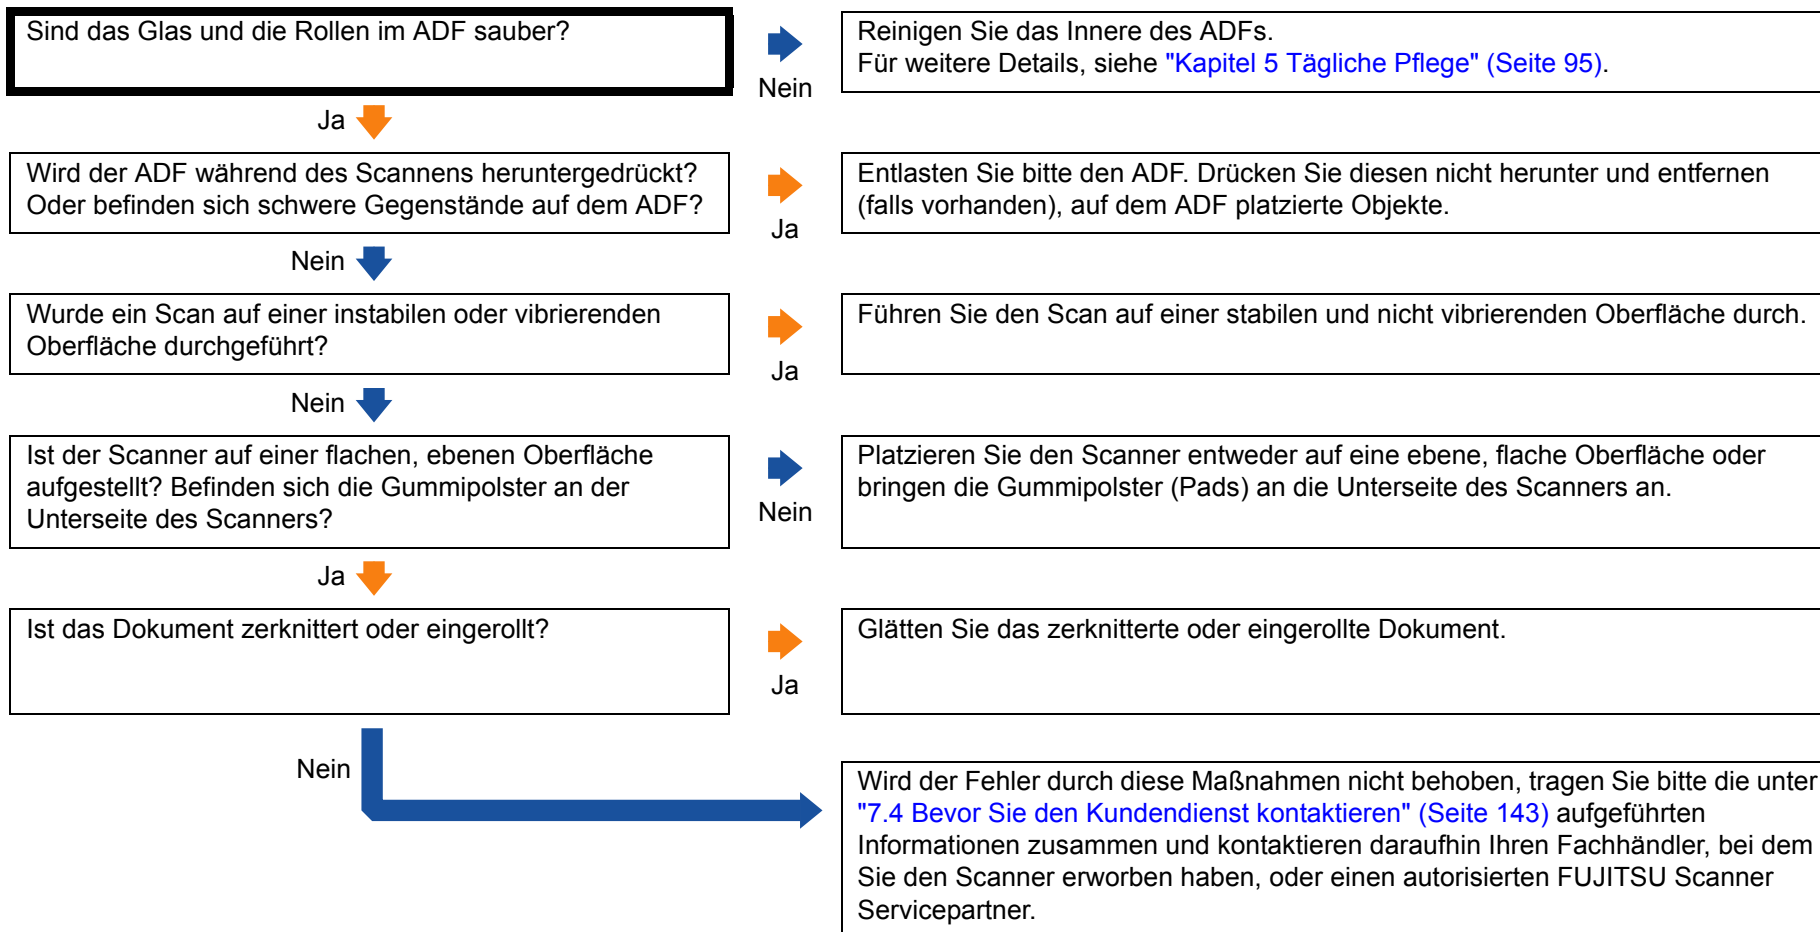 Sind das Glas und die Rollen im ADF sauber?
Nein
Reinigen Sie das Innere des ADFs.
Für weitere Details, siehe "Kapitel 5 Tägliche Pflege" (Seite 95).
Ja
Wird der ADF während des Scannens heruntergedrückt?
Oder befinden sich schwere Gegenstände auf dem ADF?
Ja
Entlasten Sie bitte den ADF. Drücken Sie diesen nicht herunter und entfernen
(falls vorhanden), auf dem ADF platzierte Objekte.
Nein
Wurde ein Scan auf einer instabilen oder vibrierenden
Oberfläche durchgeführt?
Ja
Führen Sie den Scan auf einer stabilen und nicht vibrierenden Oberfläche durch.
Nein
Ist der Scanner auf einer flachen, ebenen Oberfläche
aufgestellt? Befinden sich die Gummipolster an der
Unterseite des Scanners?
Nein
Platzieren Sie den Scanner entweder auf eine ebene, flache Oberfläche oder
bringen die Gummipolster (Pads) an die Unterseite des Scanners an.
Ja
Ist das Dokument zerknittert oder eingerollt?
Ja
Glätten Sie das zerknitterte oder eingerollte Dokument.
Nein
Wird der Fehler durch diese Maßnahmen nicht behoben, tragen Sie bitte die unter
"7.4 Bevor Sie den Kundendienst kontaktieren" (Seite 143) aufgeführten
Informationen zusammen und kontaktieren daraufhin Ihren Fachhändler, bei dem
Sie den Scanner erworben haben, oder einen autorisierten FUJITSU Scanner
Servicepartner.